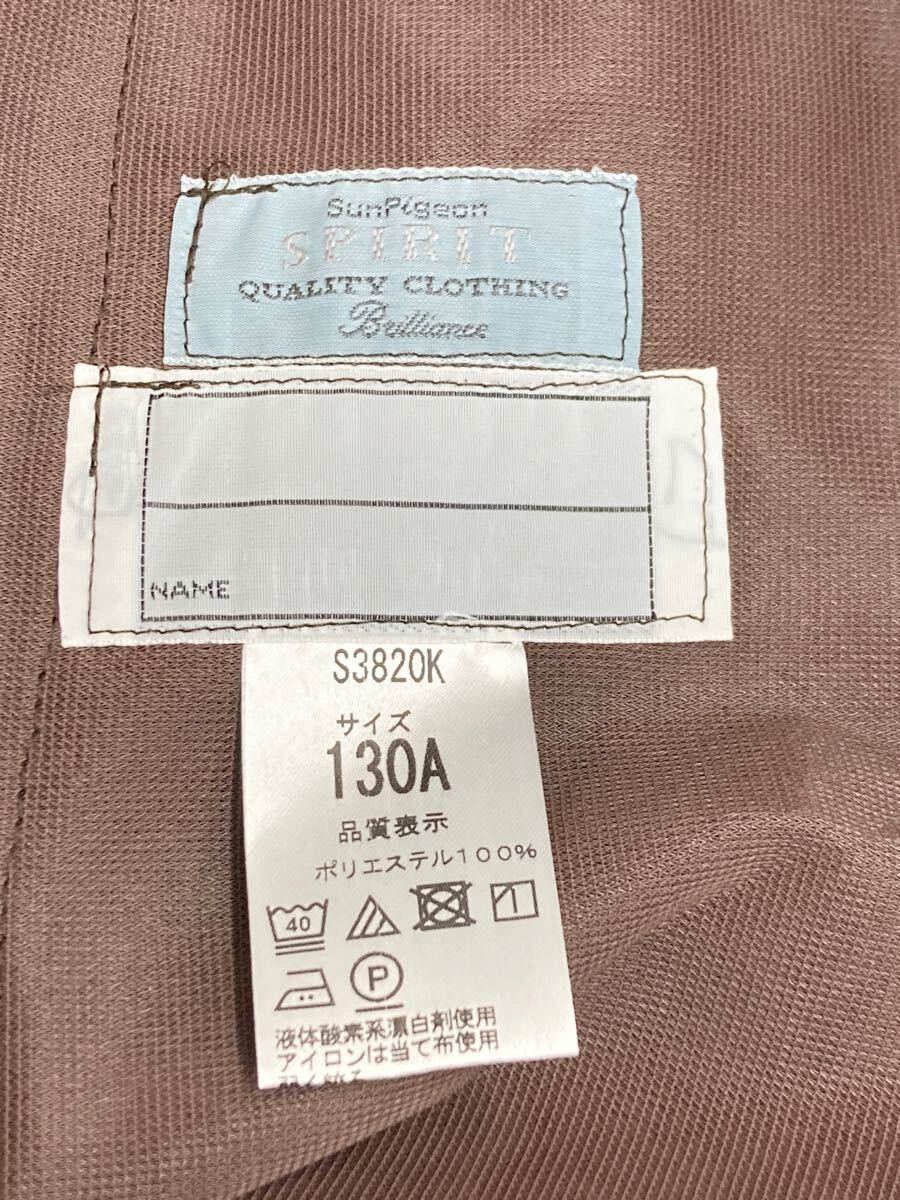 SunPigeon
SPIRIT
QUALITY CLOTHING
Brilliance
NAME
S3820K
サイズ
130A
品質表示
ポリエステル100%
40
P
液体酸素系漂白剤使用
アイロンは当て布使用